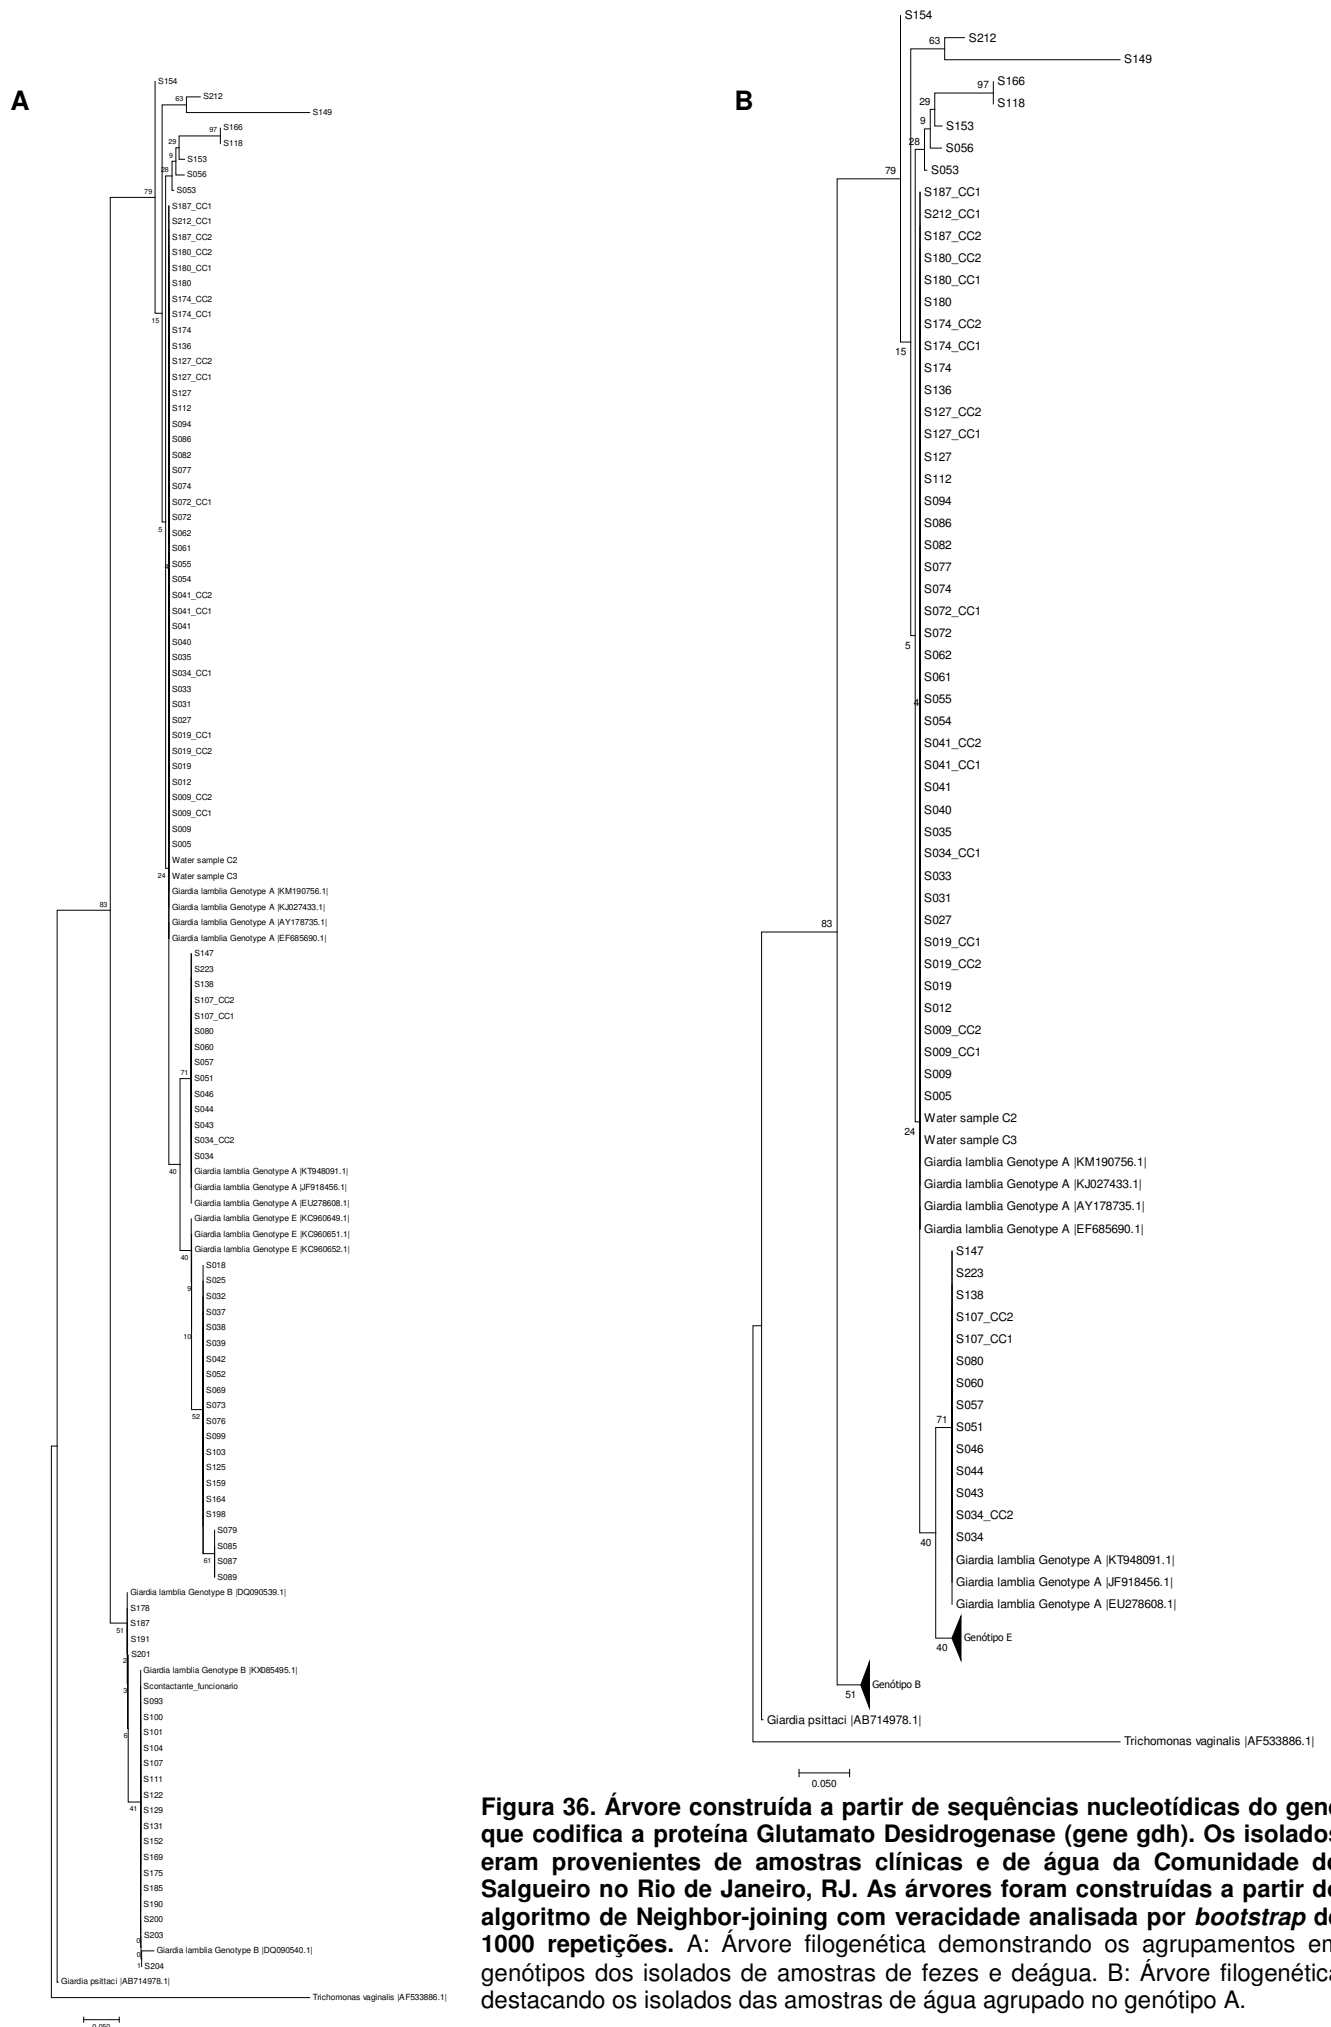 A
S154
63
S212
S149
97
S166
S118
29
S153
9
S056
28
S053
79
S187_CC1
S212_CC1
S187_CC2
S180_CC2
S180_CC1
S180
S174_CC2
S174_CC1
15
S174
S136
S127_CC2
S127_CC1
S127
S112
S094
S086
S082
S077
S074
S072_CC1
S072
5
S062
S061
S055
4
S054
S041_CC2
S041_CC1
S041
S040
S035
S034_CC1
S033
S031
S027
S019_CC1
S019_CC2
S019
S012
S009_CC2
S009_CC1
S009
S005
Water sample C2
Water sample C3
24
Giardia lamblia Genotype A |KM190756.1|
83
Giardia lamblia Genotype A |KJ027433.1|
Giardia lamblia Genotype A |AY178735.1|
Giardia lamblia Genotype A |EF685690.1|
S147
S223
S138
S107_CC2
S107_CC1
S080
S060
S057
71
S051
S046
S044
S043
S034_CC2
S034
40
Giardia lamblia Genotype A |KT948091.1|
Giardia lamblia Genotype A |JF918456.1|
Giardia lamblia Genotype A |EU278608.1|
Giardia lamblia Genotype E |KC960649.1|
Giardia lamblia Genotype E |KC960651.1|
Giardia lamblia Genotype E |KC960652.1|
40
S018
S025
9
S032
S037
S038
10
S039
S042
S052
S069
S073
52
S076
S099
S103
S125
S159
S164
S198
S079
S085
61
S087
S089
Giardia lamblia Genotype B |DQ090539.1|
S178
S187
51
S191
S201
2
Giardia lamblia Genotype B |KX085495.1|
Scontactante_funcionario
3
S093
S100
S101
6
S104
S107
S111
S122
41
S129
S131
S152
S169
S175
S185
S190
S200
S203
0
Giardia lamblia Genotype B |DQ090540.1|
0
S204
1
Giardia psittaci |AB714978.1|
Trichomonas vaginalis |AF533886.1|
0.050
B
S154
63
S212
S149
97
S166
S118
29
S153
9
S056
28
S053
79
S187_CC1
S212_CC1
S187_CC2
S180_CC2
S180_CC1
S180
S174_CC2
S174_CC1
15
S174
S136
S127_CC2
S127_CC1
S127
S112
S094
S086
S082
S077
S074
S072_CC1
S072
5
S062
S061
S055
4
S054
S041_CC2
S041_CC1
S041
S040
S035
S034_CC1
S033
S031
S027
83
S019_CC1
S019_CC2
S019
S012
S009_CC2
S009_CC1
S009
S005
Water sample C2
24
Water sample C3
Giardia lamblia Genotype A |KM190756.1|
Giardia lamblia Genotype A |KJ027433.1|
Giardia lamblia Genotype A |AY178735.1|
Giardia lamblia Genotype A |EF685690.1|
S147
S223
S138
S107_CC2
S107_CC1
S080
S060
S057
71
S051
S046
S044
S043
S034_CC2
S034
40
Giardia lamblia Genotype A |KT948091.1|
Giardia lamblia Genotype A |JF918456.1|
Giardia lamblia Genotype A |EU278608.1|
Genótipo E
40
Genótipo B
51
Giardia psittaci |AB714978.1|
Trichomonas vaginalis |AF533886.1|
0.050
Figura 36. Árvore construída a partir de sequências nucleotídicas do gene
que codifica a proteína Glutamato Desidrogenase (gene gdh). Os isolados
eram provenientes de amostras clínicas e de água da Comunidade do
Salgueiro no Rio de Janeiro, RJ. As árvores foram construídas a partir do
algoritmo de Neighbor-joining com veracidade analisada por bootstrap de
1000 repetições. A: Árvore filogenética demonstrando os agrupamentos em
genótipos dos isolados de amostras de fezes e deágua. B: Árvore filogenética
destacando os isolados das amostras de água agrupado no genótipo A.